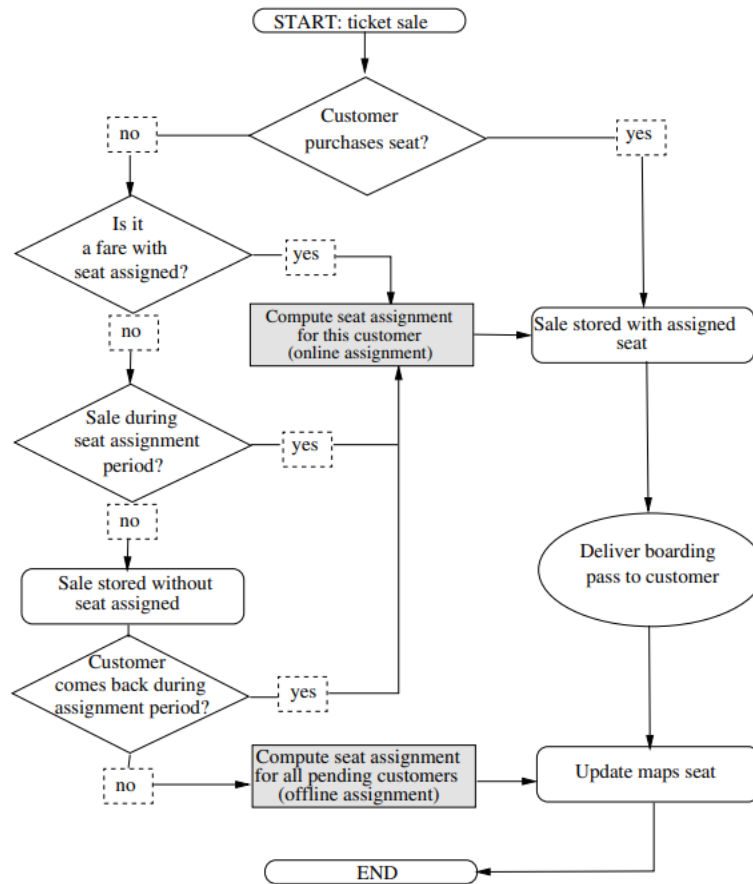 START: ticket sale
Customer
purchases seat?
no
yes
Is it
a fare with
seat assigned?
yes
no
Compute seat assignment
for this customer
(online assignment)
Sale stored with assigned
seat
Sale during
seat assignment
period?
yes
no
Sale stored without
seat assigned
Deliver boarding
pass to customer
Customer
comes back during
assignment period?
yes
no
Compute seat assignment
for all pending customers
(offline assignment)
Update maps seat
END